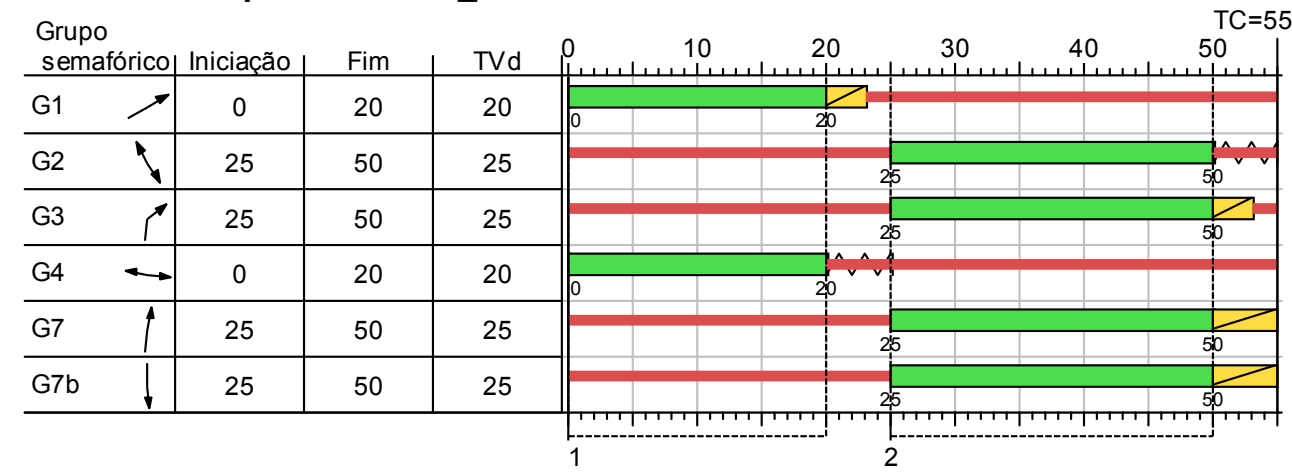 TC=55
Grupo
semafórico Iniciação Fim TVd 0 10 20 30 40 50
G1 0 20 20
0 20
G2 25 50 25
25 50
G3 25 50 25
25 50
G4 0 20 20
0 20
G7 25 50 25
25 50
G7b 25 50 25
25 50
1 2